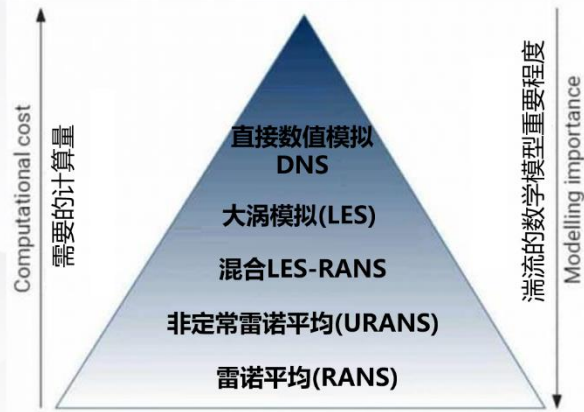 Computational cost
需要的计算量
直接数值模拟
DNS
大涡模拟(LES)
混合LES-RANS
非定常雷诺平均(URANS)
雷诺平均(RANS)
湍流的数学模型重要程度
Modelling importance